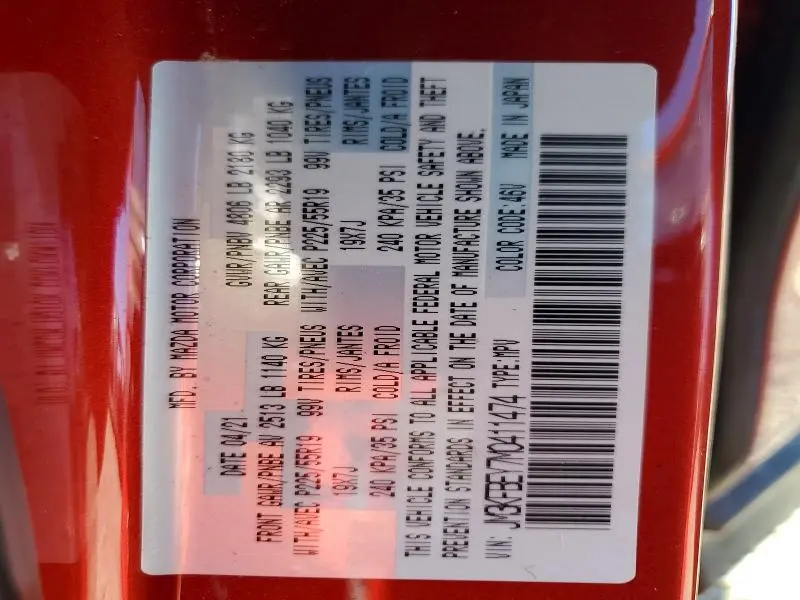 MFD. BY MAZDA MOTOR CORPORATION
DATE 04/21 GVWR/PNBV 4806 LB 2180 KG
FRONT GAWR/PNBE AV 2513 LB 1140 KG REAR GAWR/PNBE AR 2293 LB 1040 KG
WITH/AVEC P225/55R19 99V TIRES/PNEUS WITH/AVEC P225/55R19 99V TIRES/PNEUS
19X7J RIMS/JANTES 19X7J RIMS/JANTES
240 KPA/35 PSI COLD/A FROID 240 KPA/35 PSI COLD/A FROID
THIS VEHICLE CONFORMS TO ALL APPLICABLE FEDERAL MOTOR VEHICLE SAFETY AND THEFT
PREVENTION STANDARDS IN EFFECT ON THE DATE OF MANUFACTURE SHOWN ABOVE.
VIN: TYPE:MPV COLOR CODE:46V MADE IN JAPAN